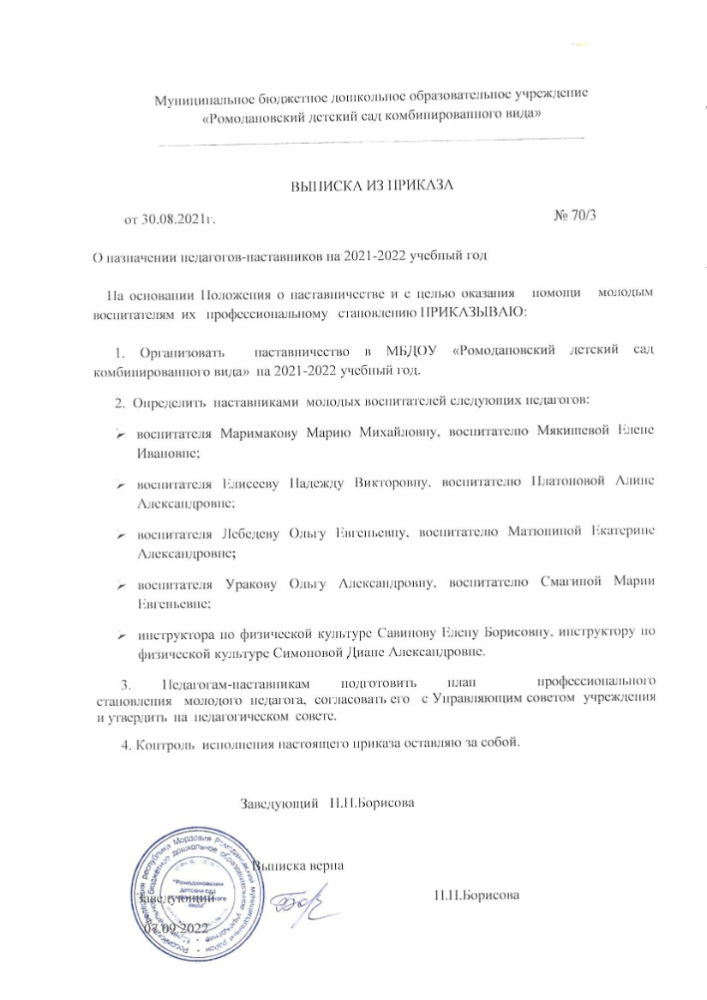 Муниципальное бюджетное дошкольное образовательное учреждение
«Ромодановский детский сад комбинированного вида»
ВЫПИСКА ИЗ ПРИКАЗА
от 30.08.2021г. № 70/3
О назначении педагогов-наставников на 2021-2022 учебный год
На основании Положения о наставничестве и с целью оказания помощи молодым
воспитателям их профессиональному становлению ПРИКАЗЫВАЮ:
1. Организовать наставничество в МБДОУ «Ромодановский детский сад
комбинированного вида» на 2021-2022 учебный год.
2. Определить наставниками молодых воспитателей следующих педагогов:
➢ воспитателя Маримакову Марию Михайловну, воспитателю Мякишевой Елене
Ивановне;
➢ воспитателя Елисееву Надежду Викторовну, воспитателю Платоновой Алине
Александровне;
➢ воспитателя Лебедеву Ольгу Евгеньевну, воспитателю Матюниной Екатерине
Александровне;
➢ воспитателя Уракову Ольгу Александровну, воспитателю Смагиной Марии
Евгеньевне;
➢ инструктора по физической культуре Савинову Елену Борисовну, инструктору по
физической культуре Симоновой Диане Александровне.
3. Педагогам-наставникам подготовить план профессионального
становления молодого педагога, согласовать его с Управляющим советом учреждения
и утвердить на педагогическом совете.
4. Контроль исполнения настоящего приказа оставляю за собой.
Заведующий Н.Н.Борисова
Выписка верна
Заведующий Н.Н.Борисова
07.09.2022
"Ромодановский
детский сад
вида"